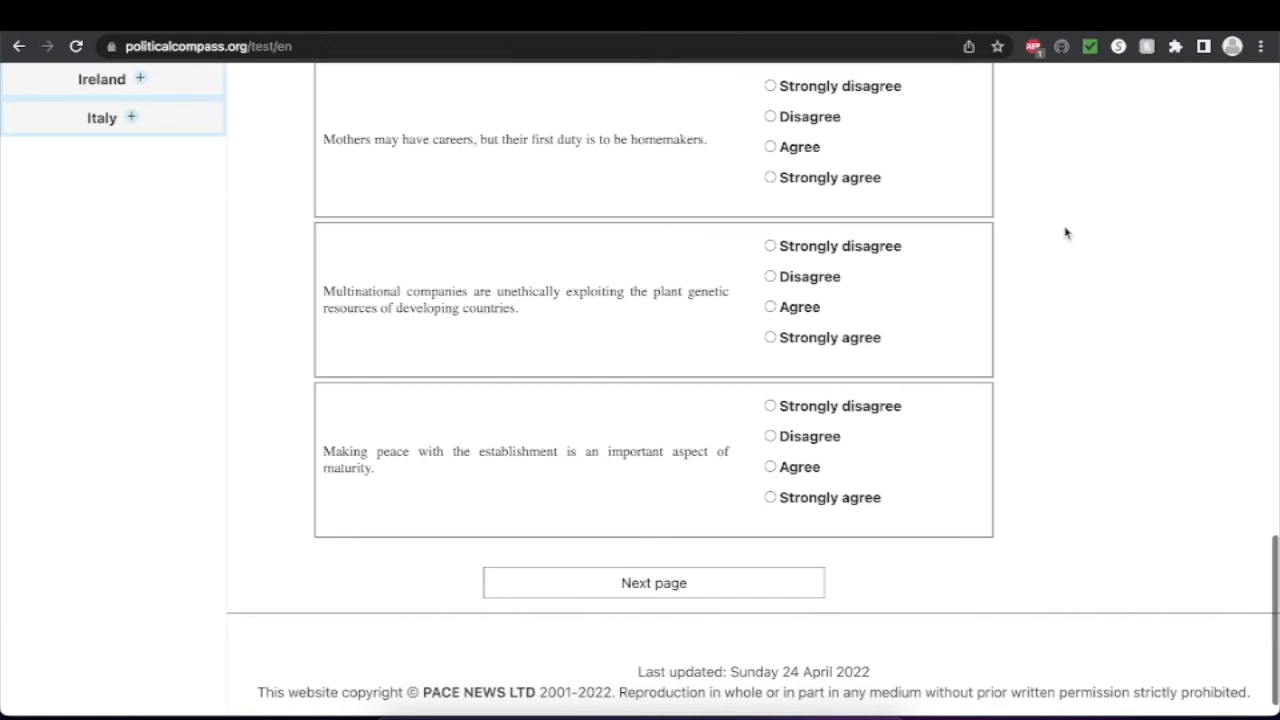 politicalcompass.org/test/en
ABP
1
S
Ireland +
Italy +
Strongly disagree
Disagree
Mothers may have careers, but their first duty is to be homemakers.
Agree
Strongly agree
Strongly disagree
Disagree
Multinational companies are unethically exploiting the plant genetic
resources of developing countries.
Agree
Strongly agree
Strongly disagree
Disagree
Making peace with the establishment is an important aspect of
maturity.
Agree
Strongly agree
Next page
Last updated: Sunday 24 April 2022
This website copyright © PACE NEWS LTD 2001-2022. Reproduction in whole or in part in any medium without prior written permission strictly prohibited.